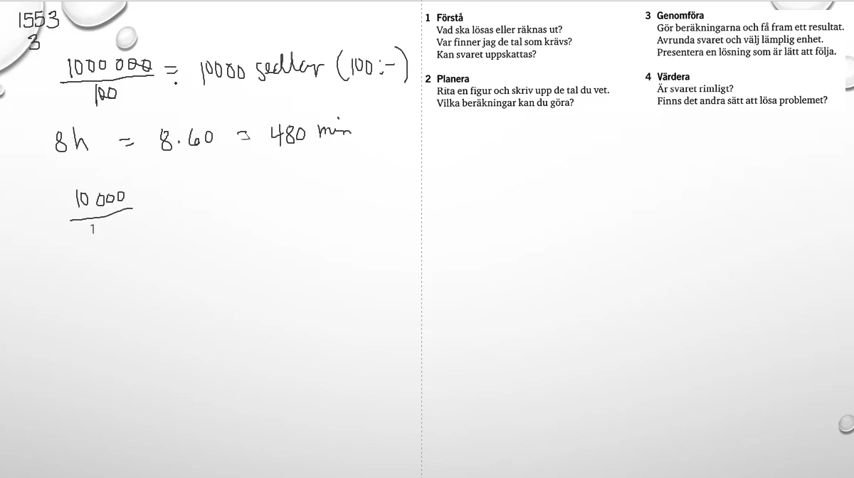 1553
3
1000 000
100
= 10000 sedlar (100:-)
8h = 8.60 = 480 min
10 000
1
1 Förstå
Vad ska lösas eller räknas ut?
Var finner jag de tal som krävs?
Kan svaret uppskattas?
2 Planera
Rita en figur och skriv upp de tal du vet.
Vilka beräkningar kan du göra?
3 Genomföra
Gör beräkningarna och få fram ett resultat.
Avrunda svaret och välj lämplig enhet.
Presentera en lösning som är lätt att följa.
4 Värdera
Är svaret rimligt?
Finns det andra sätt att lösa problemet?